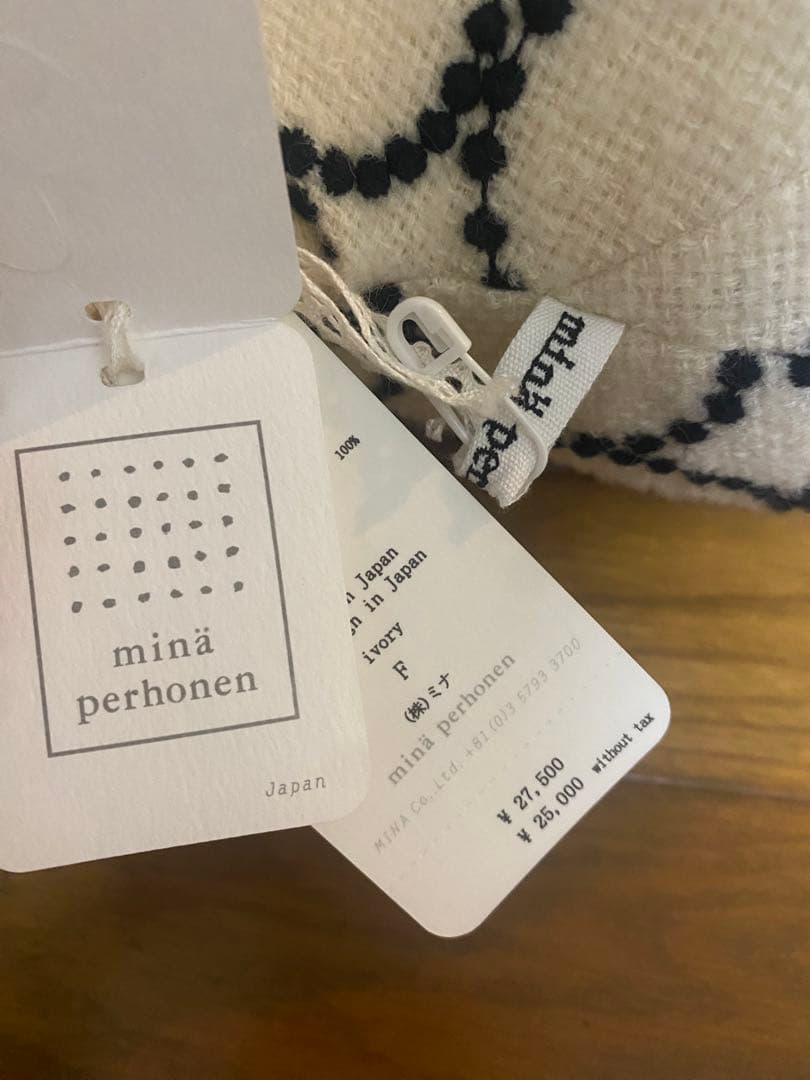 minä
perhonen
Japan
minä per
100%
Japan
in Japan
ivory
F
(株)ミナ
minä perhonen
MINA Co., Ltd. +81(0)3 5793 3700
¥ 27,500
¥ 25,000 without tax